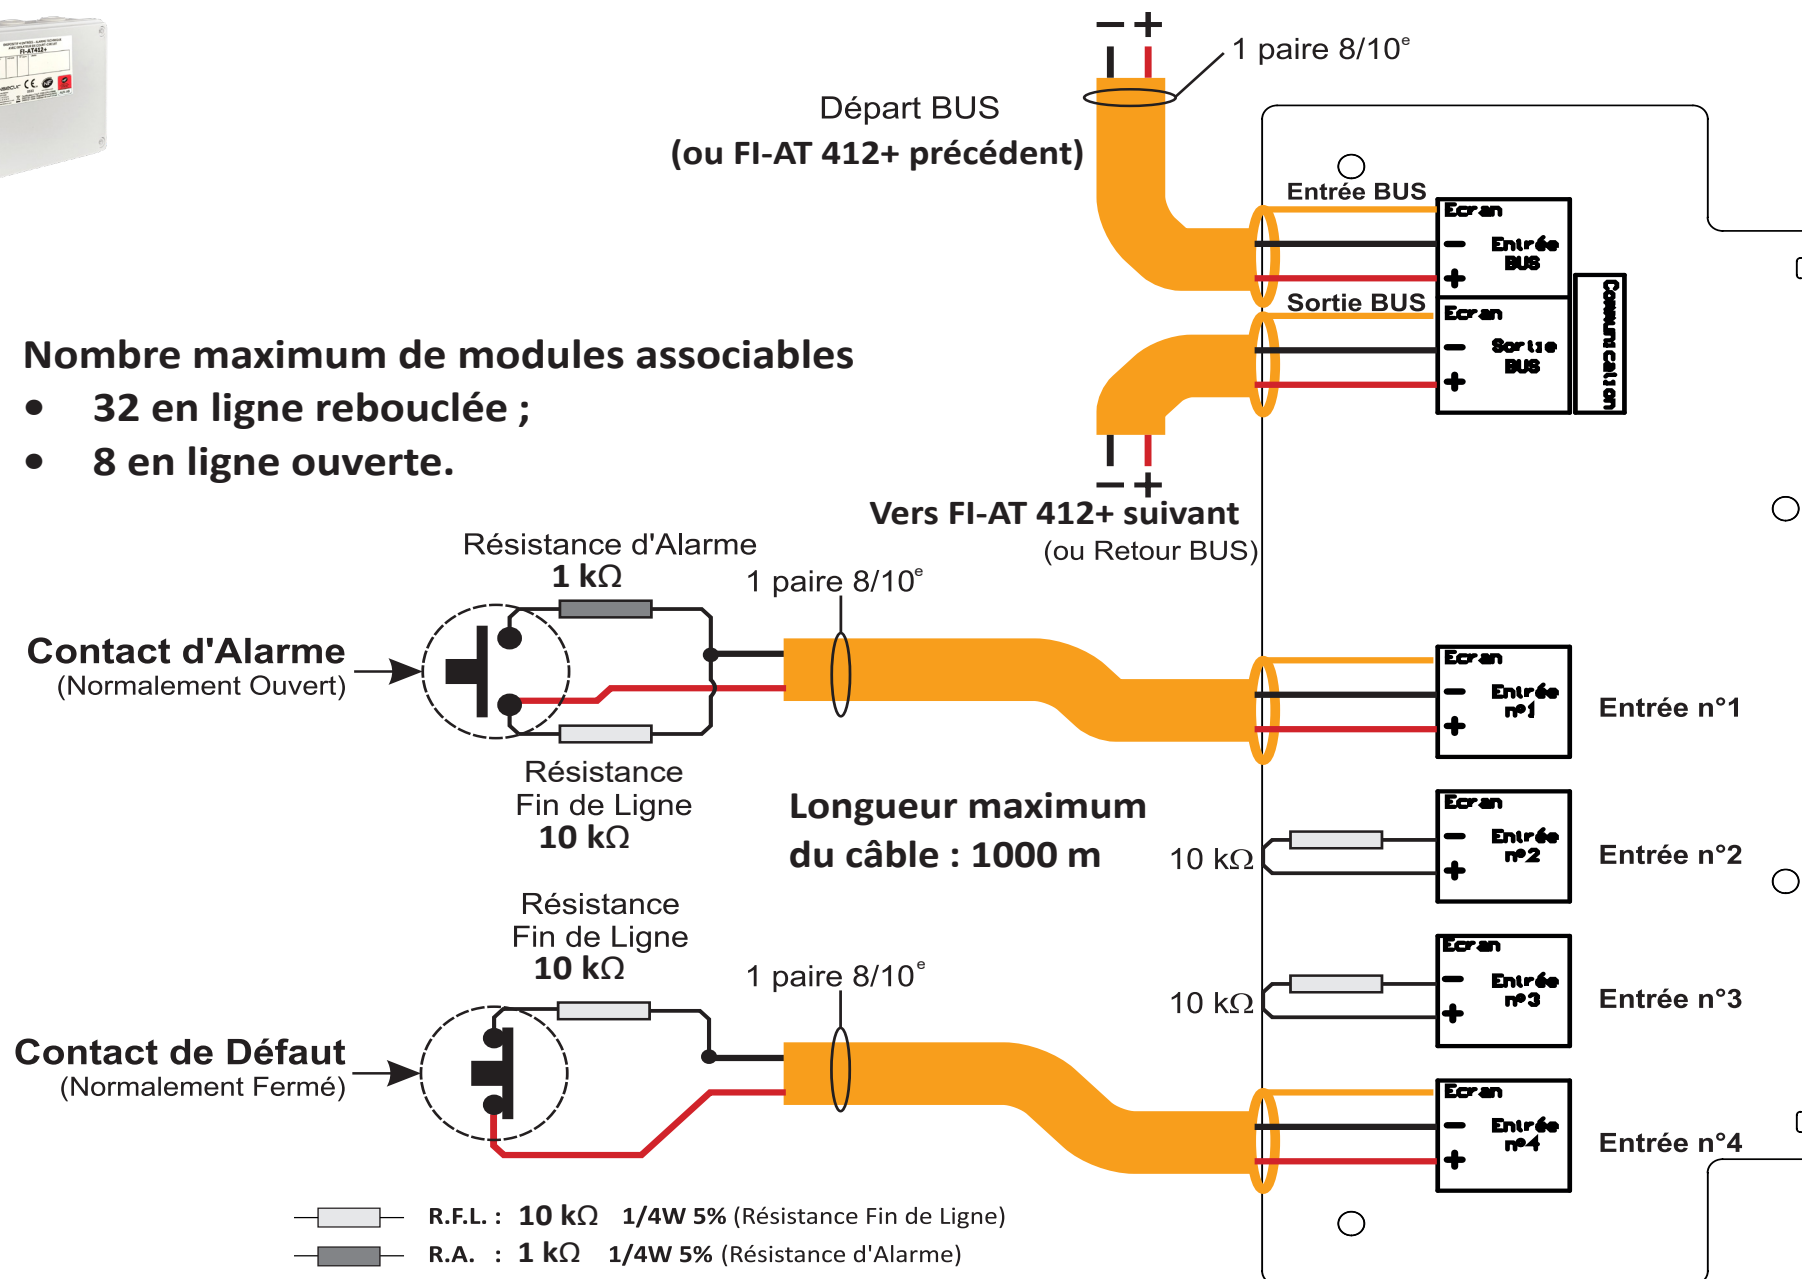 FI-AT412+
1 paire 8/10e
Départ BUS
(ou FI-AT 412+ précédent)
Entrée BUS
Ecran
- Entrée
BUS
+
Sortie BUS
Ecran
- Sortie
BUS
+
Communication
Nombre maximum de modules associables
• 32 en ligne rebouclée ;
• 8 en ligne ouverte.
Vers FI-AT 412+ suivant
(ou Retour BUS)
Résistance d'Alarme
1 kΩ
1 paire 8/10e
Contact d'Alarme
(Normalement Ouvert)
Résistance
Fin de Ligne
10 kΩ
Ecran
- Entrée
n°1
+
Entrée n°1
Longueur maximum
du câble : 1000 m
10 kΩ
Ecran
- Entrée
n°2
+
Entrée n°2
Résistance
Fin de Ligne
10 kΩ
1 paire 8/10e
10 kΩ
Ecran
- Entrée
n°3
+
Entrée n°3
Contact de Défaut
(Normalement Fermé)
Ecran
- Entrée
n°4
+
Entrée n°4
R.F.L. : 10 kΩ 1/4W 5% (Résistance Fin de Ligne)
R.A. : 1 kΩ 1/4W 5% (Résistance d'Alarme)